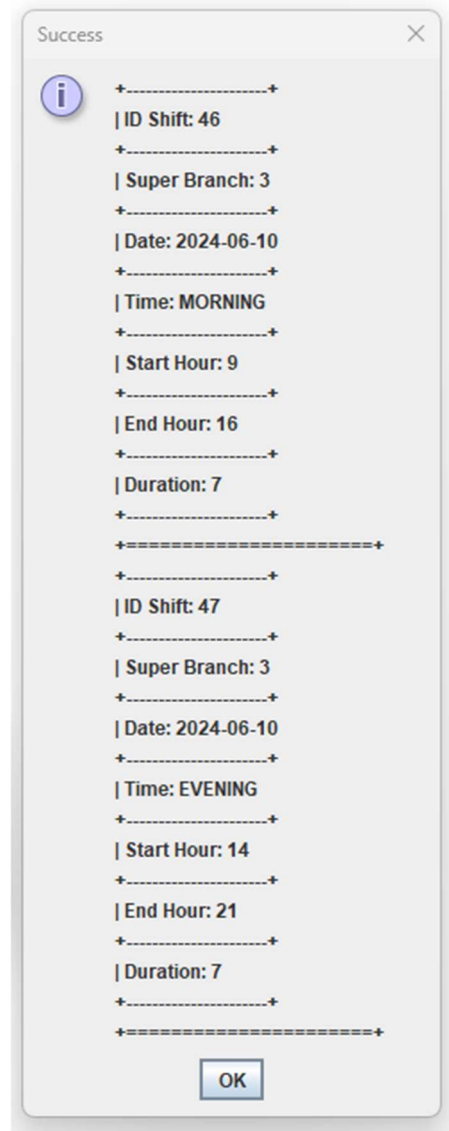 Success
+---------------------+
| ID Shift: 46
+---------------------+
| Super Branch: 3
+---------------------+
| Date: 2024-06-10
+---------------------+
| Time: MORNING
+---------------------+
| Start Hour: 9
+---------------------+
| End Hour: 16
+---------------------+
| Duration: 7
+---------------------+
+======================+
+---------------------+
| ID Shift: 47
+---------------------+
| Super Branch: 3
+---------------------+
| Date: 2024-06-10
+---------------------+
| Time: EVENING
+---------------------+
| Start Hour: 14
+---------------------+
| End Hour: 21
+---------------------+
| Duration: 7
+---------------------+
+======================+
OK